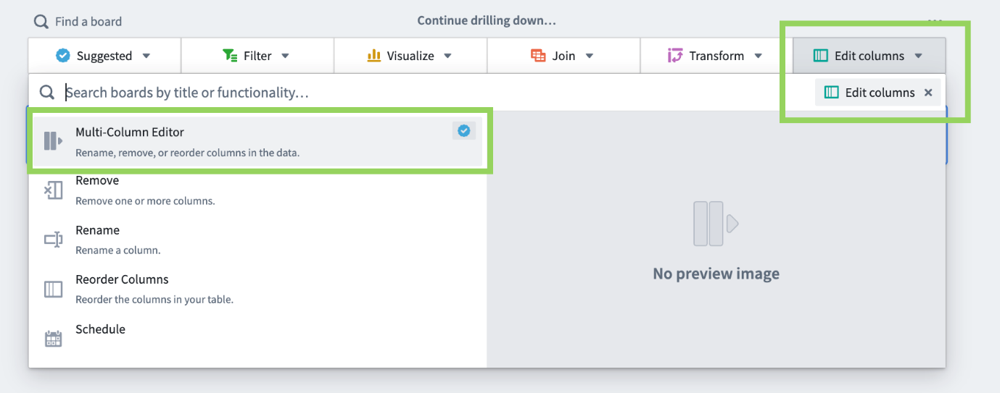 Find a board
Continue drilling down…
Suggested
Filter
Visualize
Join
Transform
Edit columns
Search boards by title or functionality…
Edit columns
Multi-Column Editor
Rename, remove, or reorder columns in the data.
Remove
Remove one or more columns.
Rename
Rename a column.
Reorder Columns
Reorder the columns in your table.
Schedule
No preview image